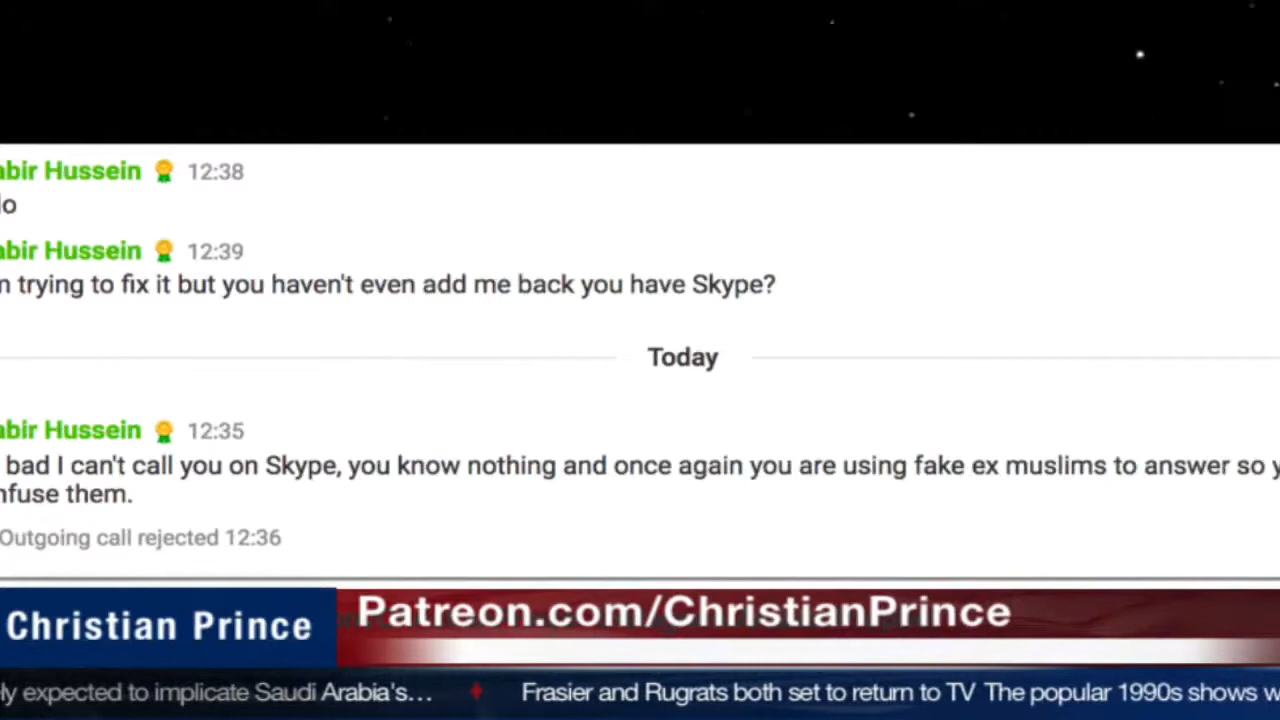 abir Hussein 12:38
lo
abir Hussein 12:39
m trying to fix it but you haven't even add me back you have Skype?
Today
abir Hussein 12:35
bad I can't call you on Skype, you know nothing and once again you are using fake ex muslims to answer so y
nfuse them.
Outgoing call rejected 12:36
Christian Prince
Patreon.com/ChristianPrince
ly expected to implicate Saudi Arabia's... Frasier and Rugrats both set to return to TV The popular 1990s shows w